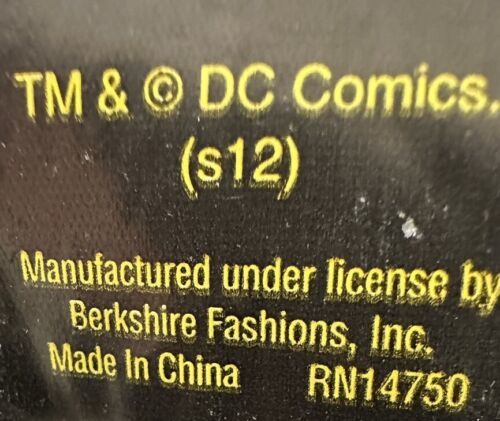 TM & © DC Comics.
(s12)
Manufactured under license by
Berkshire Fashions, Inc.
Made In China RN14750